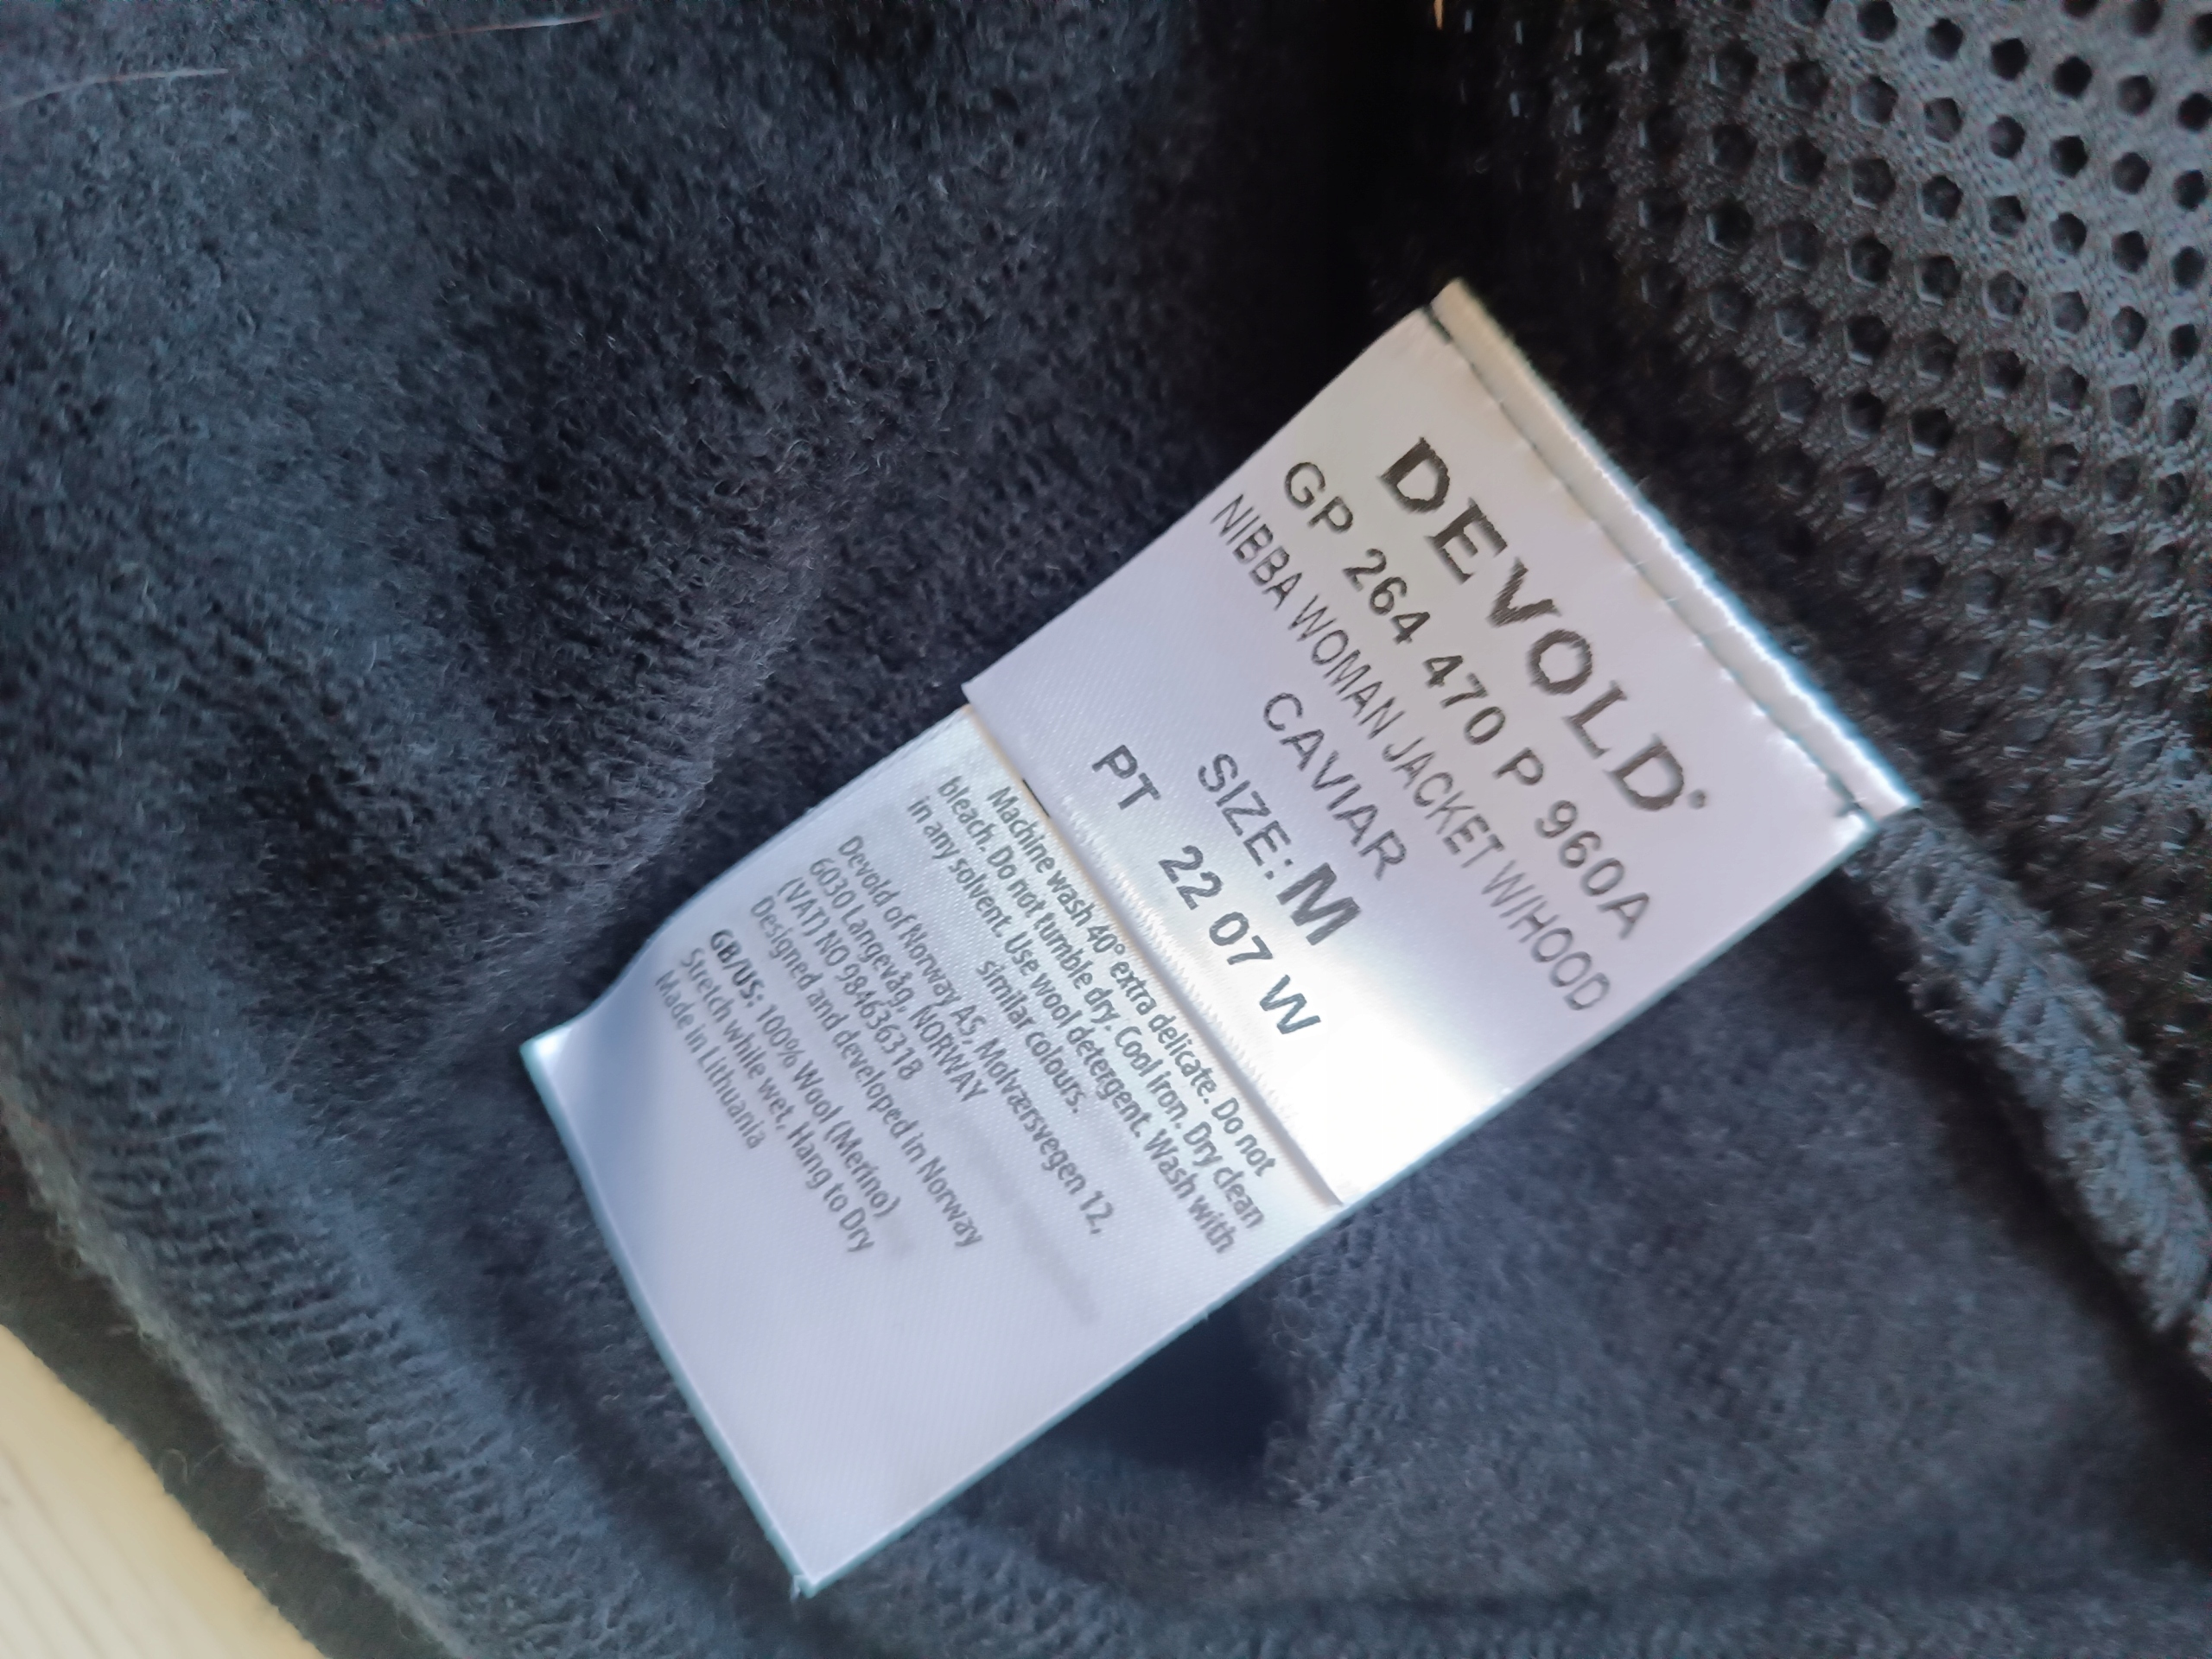 DEVOLD®
GP 264 470 P 960A
NIBBA WOMAN JACKET W/HOOD
CAVIAR
SIZE: M
PT 22 07 W
Machine wash 40° extra delicate. Do not
bleach. Do not tumble dry. Cool iron. Dry clean
in any solvent. Use wool detergent. Wash with
similar colours.
Devold of Norway AS, Molværsvegen 12,
6030 Langevåg, NORWAY
(VAT) NO 984636318
Designed and developed in Norway
GB/US: 100% Wool (Merino)
Stretch while wet, Hang to Dry
Made in Lithuania